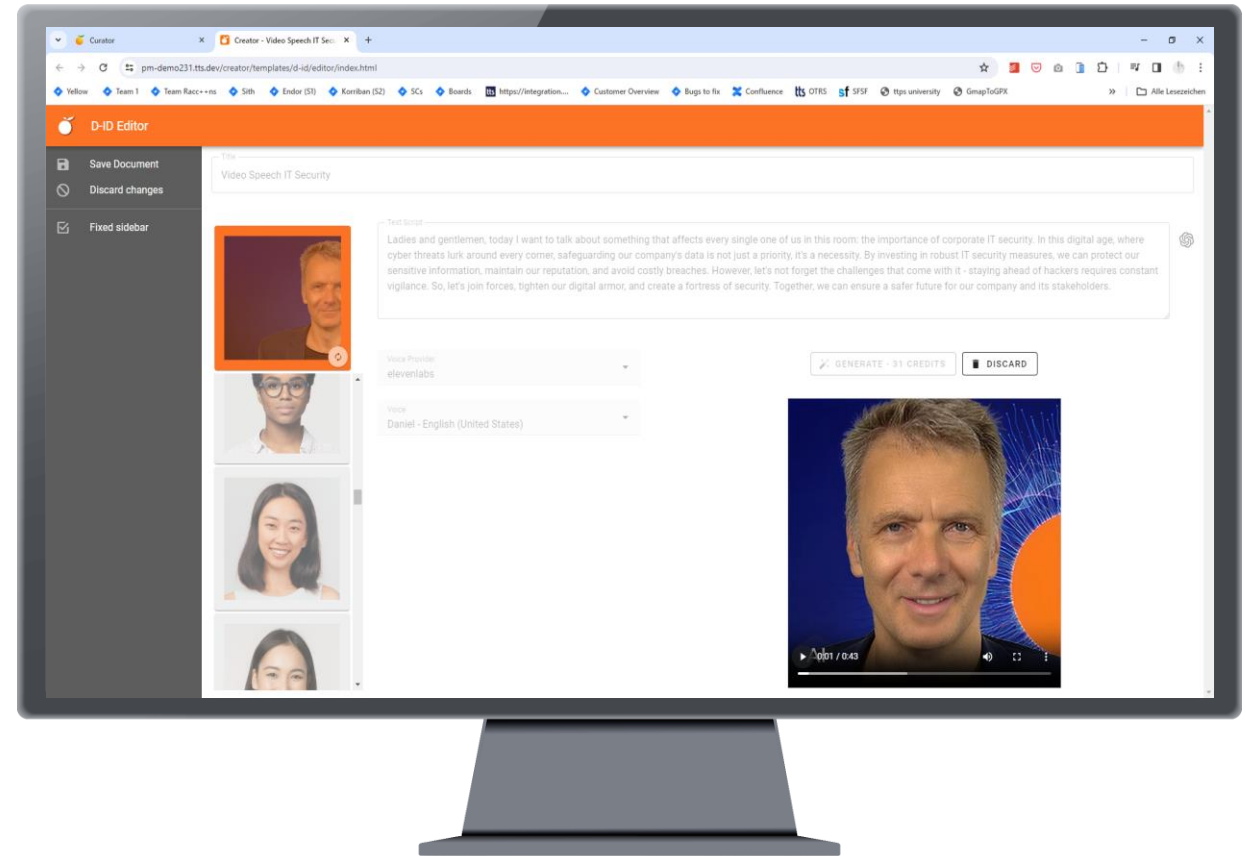 Curator
Creator - Video Speech IT Sec
pm-demo231.tts.dev/creator/templates/d-id/editor/index.html
Yellow Team 1 Team Racc++ns Sith Endor (S1) Korriban (S2) SCs Boards tts https://integration.... Customer Overview Bugs to fix Confluence tts OTRS sf SFSF ttps university GmapToGPX » Alle Lesezeichen
D-ID Editor
Save Document
Discard changes
Fixed sidebar
Title
Video Speech IT Security
Text Script
Ladies and gentlemen, today I want to talk about something that affects every single one of us in this room: the importance of corporate IT security. In this digital age, where
cyber threats lurk around every corner, safeguarding our company's data is not just a priority, it's a necessity. By investing in robust IT security measures, we can protect our
sensitive information, maintain our reputation, and avoid costly breaches. However, let's not forget the challenges that come with it - staying ahead of hackers requires constant
vigilance. So, let's join forces, tighten our digital armor, and create a fortress of security. Together, we can ensure a safer future for our company and its stakeholders.
Voice Provider
elevenlabs
Voice
Daniel - English (United States)
GENERATE - 31 CREDITS
DISCARD
AI
0:01 / 0:43